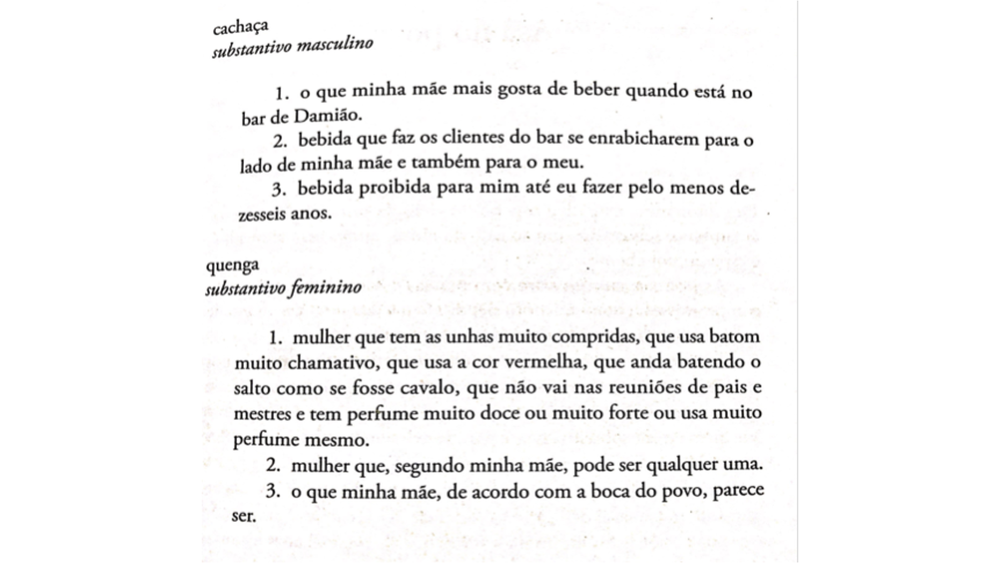 cachaça
substantivo masculino
1. o que minha mãe mais gosta de beber quando está no
bar de Damião.
2. bebida que faz os clientes do bar se enrabicharem para o
lado de minha mãe e também para o meu.
3. bebida proibida para mim até eu fazer pelo menos de-
zesseis anos.
quenga
substantivo feminino
1. mulher que tem as unhas muito compridas, que usa batom
muito chamativo, que usa a cor vermelha, que anda batendo o
salto como se fosse cavalo, que não vai nas reuniões de pais e
mestres e tem perfume muito doce ou muito forte ou usa muito
perfume mesmo.
2. mulher que, segundo minha mãe, pode ser qualquer uma.
3. o que minha mãe, de acordo com a boca do povo, parece
ser.